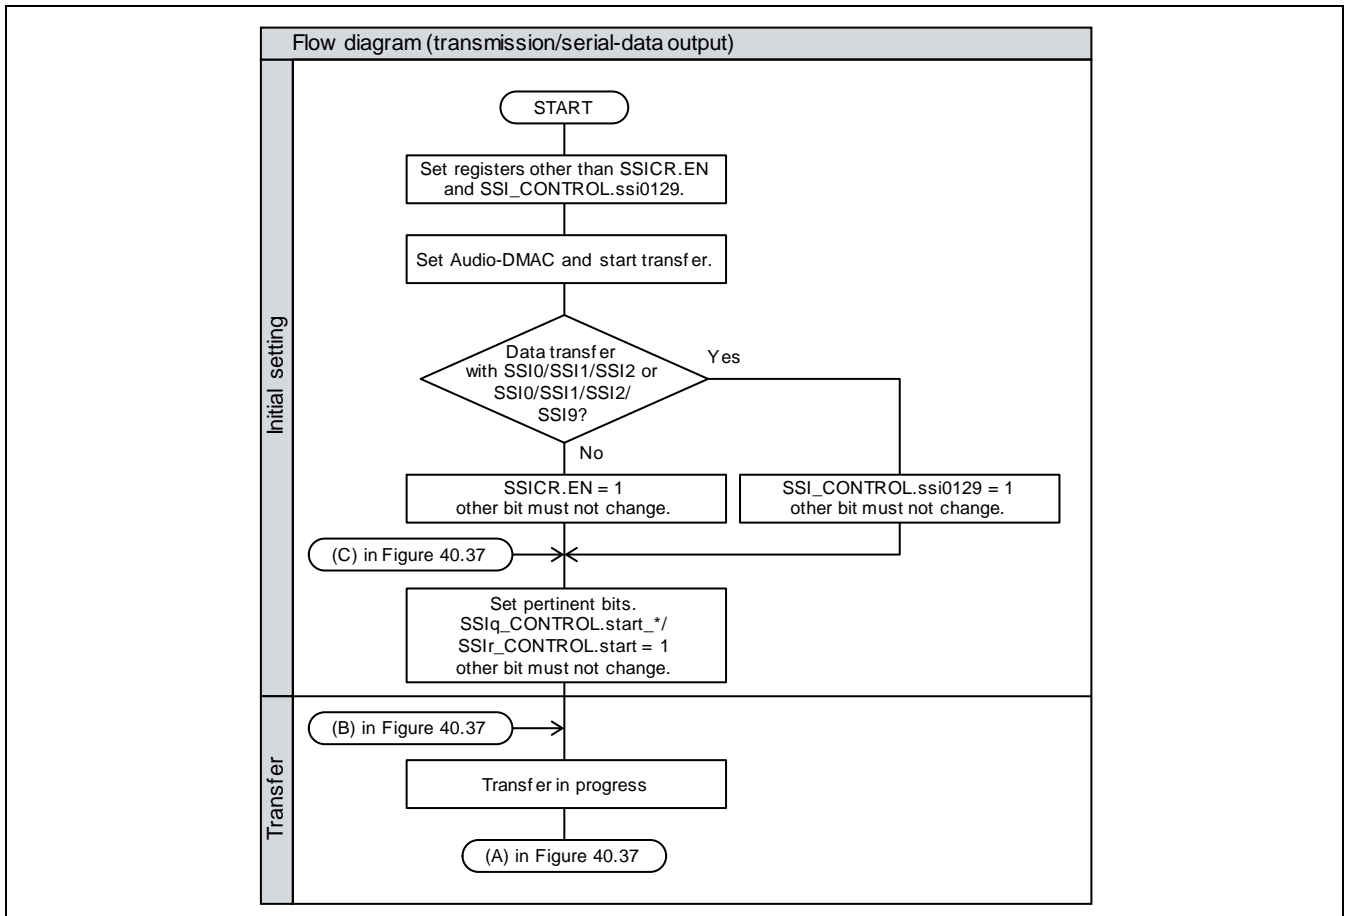 Flow diagram (transmission/serial-data output)
Initial setting
START
Set registers other than SSICR.EN
and SSI_CONTROL.ssi0129.
Set Audio-DMAC and start transfer.
Data transfer
with SSI0/SSI1/SSI2 or
SSI0/SSI1/SSI2/
SSI9?
Yes
No
SSICR.EN = 1
other bit must not change.
SSI_CONTROL.ssi0129 = 1
other bit must not change.
(C) in Figure 40.37
Set pertinent bits.
SSIq_CONTROL.start_*/
SSIr_CONTROL.start = 1
other bit must not change.
Transfer
(B) in Figure 40.37
Transfer in progress
(A) in Figure 40.37